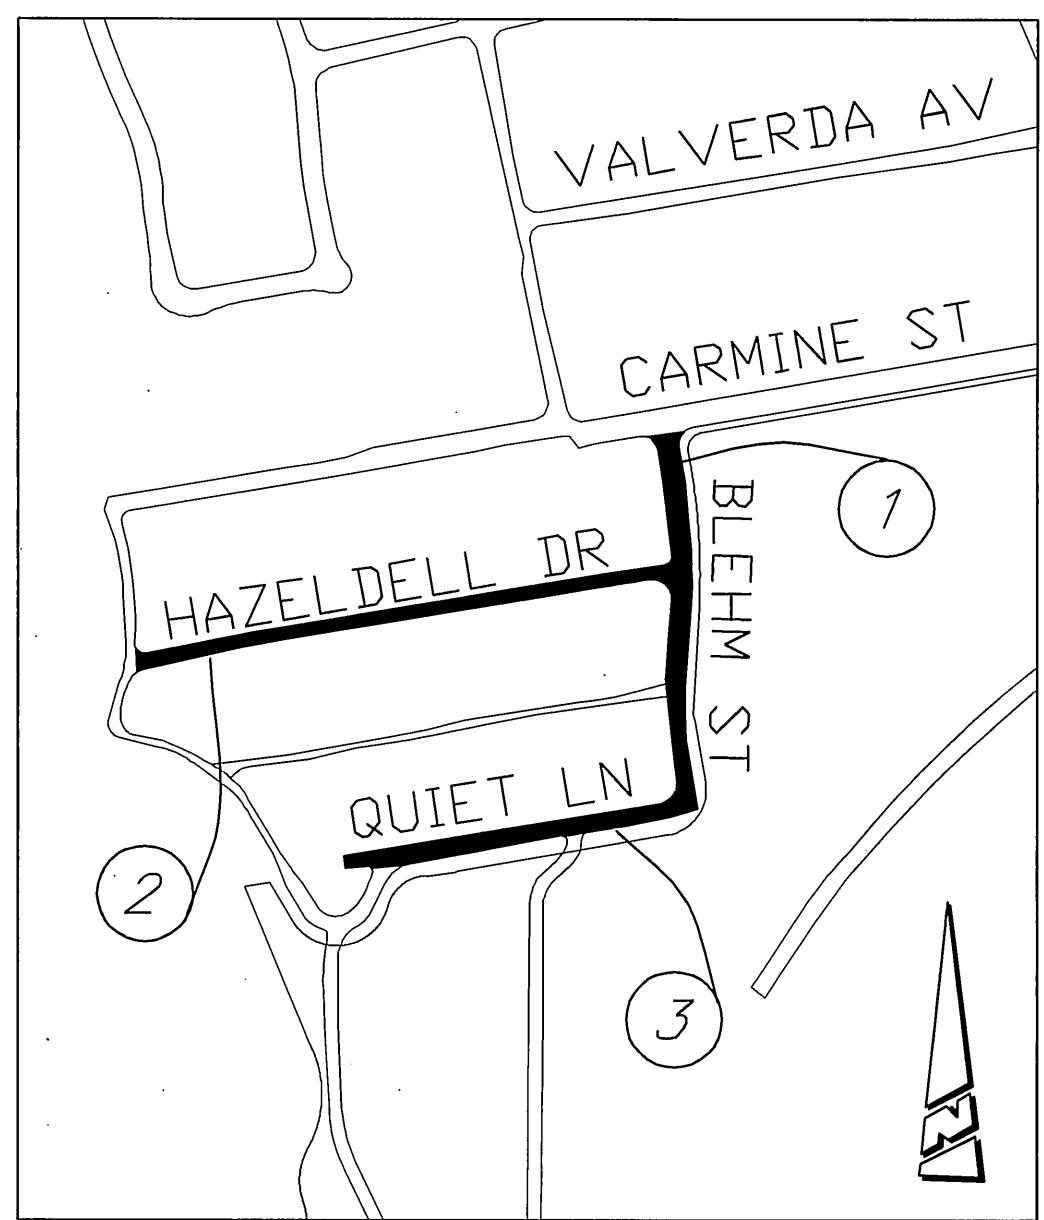 VALVERDA AV
CARMINE ST
1
BLEHM ST
HAZELDELL DR
QUIET LN
2
3
N